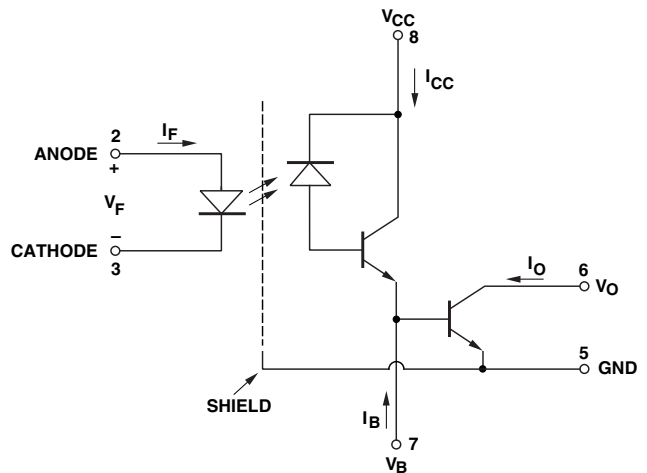 VCC
8
ICC
2
IF
ANODE
+
VF
–
CATHODE
3
IO
6
VO
5
GND
SHIELD
IB
7
VB